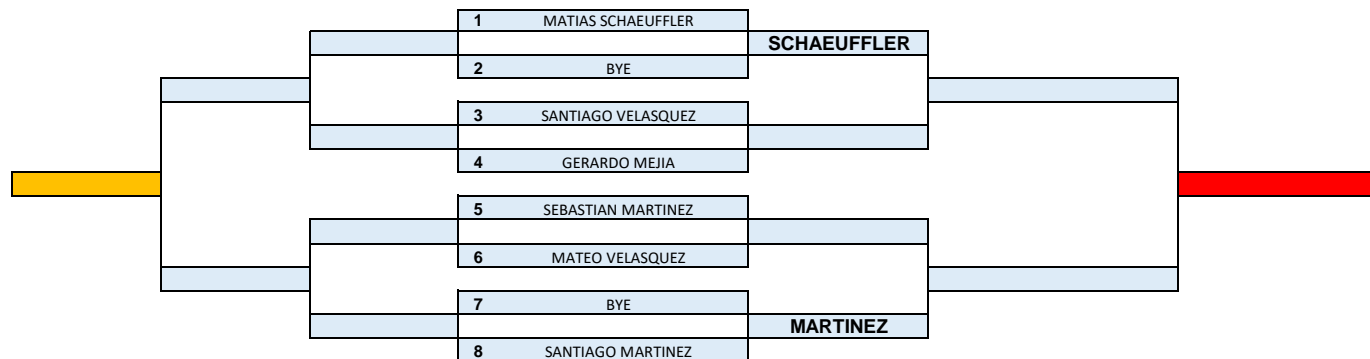 1 MATIAS SCHAEUFFLER
SCHAEUFFLER
2 BYE
3 SANTIAGO VELASQUEZ
4 GERARDO MEJIA
5 SEBASTIAN MARTINEZ
6 MATEO VELASQUEZ
7 BYE
MARTINEZ
8 SANTIAGO MARTINEZ